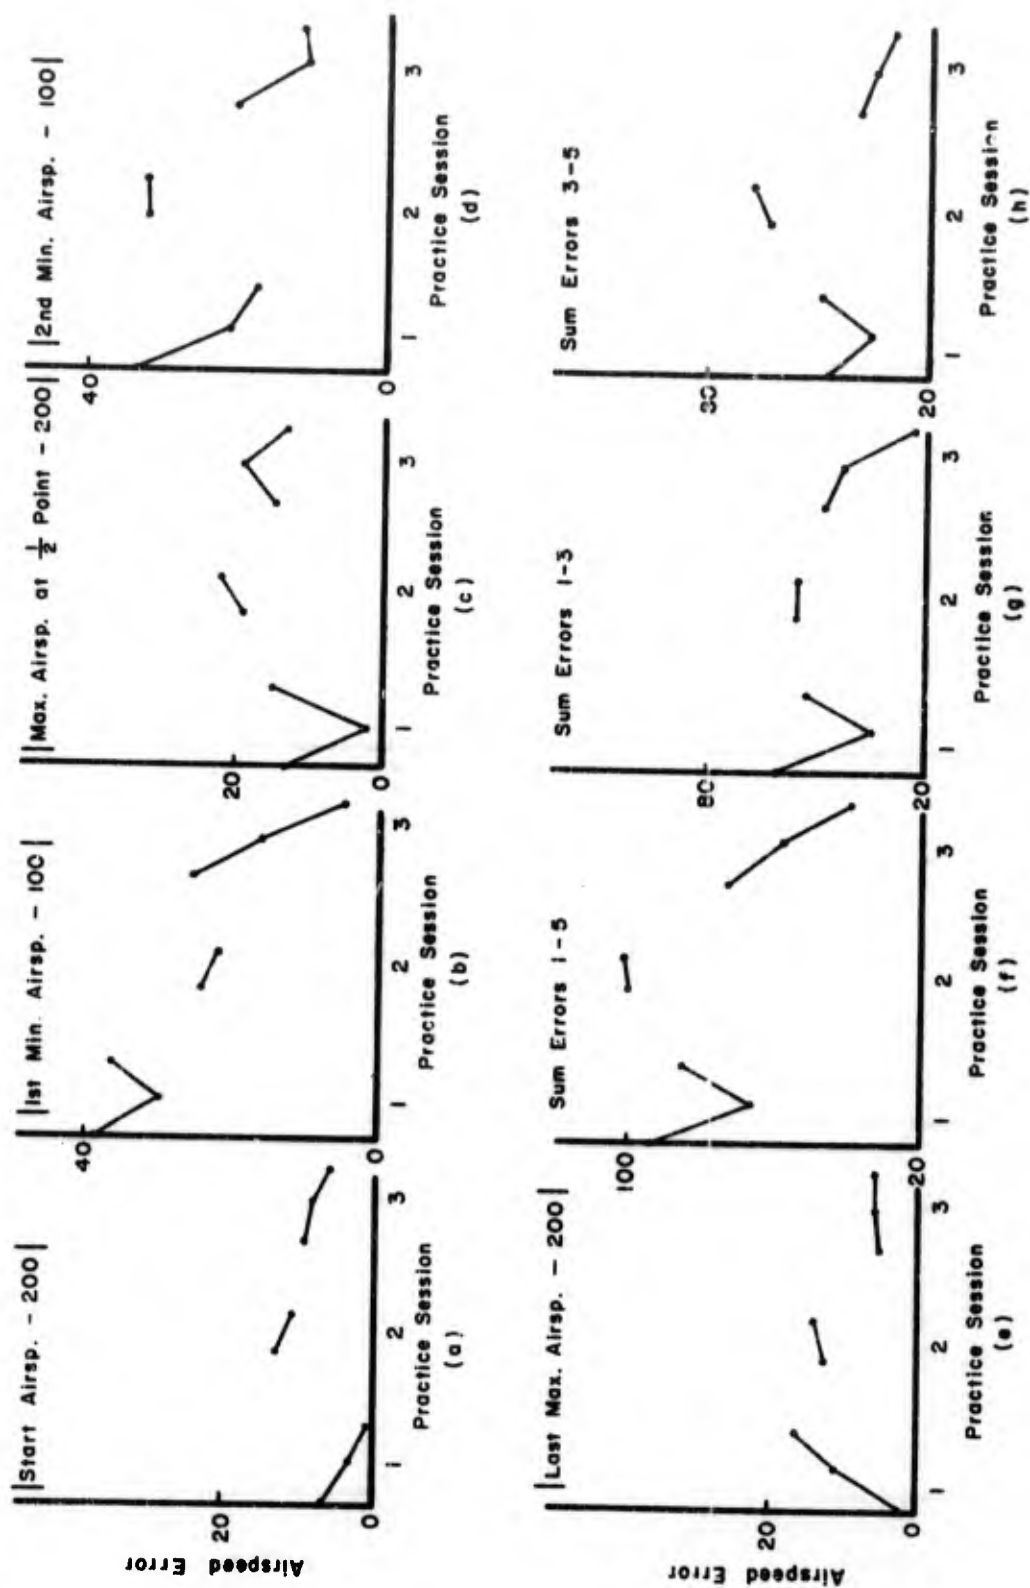 |Start Airsp. - 200|
20
0
Airspeed Error
1 2 3
Practice Session
(a)
|1st Min. Airsp. - 100|
40
0
1 2 3
Practice Session
(b)
|Max. Airsp. at 1/2 Point - 200|
20
0
1 2 3
Practice Session
(c)
|2nd Min. Airsp. - 100|
40
0
1 2 3
Practice Session
(d)
|Last Max. Airsp. - 200|
20
0
Airspeed Error
1 2 3
Practice Session
(e)
Sum Errors 1-5
100
20
1 2 3
Practice Session
(f)
Sum Errors 1-3
80
20
1 2 3
Practice Session
(g)
Sum Errors 3-5
80
20
1 2 3
Practice Session
(h)